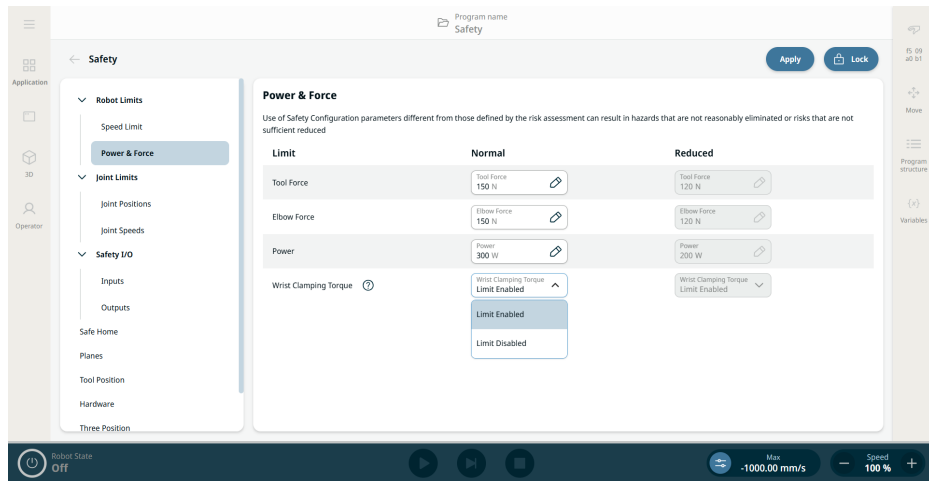 Program name
Safety
f5 09
a0 b1
Application
3D
Operator
Move
Program
structure
{x}
Variables
Safety
Apply
Lock
Robot Limits
Speed Limit
Power & Force
Joint Limits
Joint Positions
Joint Speeds
Safety I/O
Inputs
Outputs
Safe Home
Planes
Tool Position
Hardware
Three Position
Power & Force
Use of Safety Configuration parameters different from those defined by the risk assessment can result in hazards that are not reasonably eliminated or risks that are not
sufficient reduced
Limit Normal Reduced
Tool Force
Tool Force
150 N
Tool Force
120 N
Elbow Force
Elbow Force
150 N
Elbow Force
120 N
Power
Power
300 W
Power
200 W
Wrist Clamping Torque ?
Wrist Clamping Torque
Limit Enabled
Wrist Clamping Torque
Limit Enabled
Limit Enabled
Limit Disabled
Robot State
Off
Max
-1000.00 mm/s
Speed
100 %